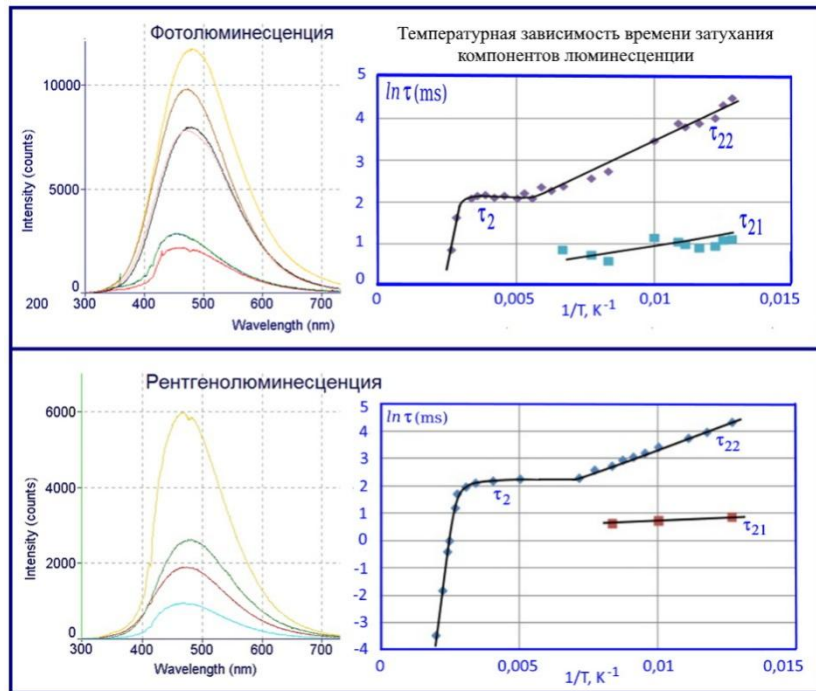 Фотолюминесценция
Intensity (counts)
10000
5000
0
200
300
400
500
600
700
Wavelength (nm)
Температурная зависимость времени затухания
компонентов люминесценции
ln τ (ms)
5
4
3
2
1
0
τ22
τ2
τ21
0
0,005
0,01
0,015
1/T, K⁻¹
Рентгенолюминесценция
Intensity (counts)
6000
4000
2000
0
300
400
500
600
700
Wavelength (nm)
ln τ (ms)
5
4
3
2
1
0
-1
-2
-3
-4
τ22
τ2
τ21
0
0,005
0,01
0,015
1/T, K⁻¹